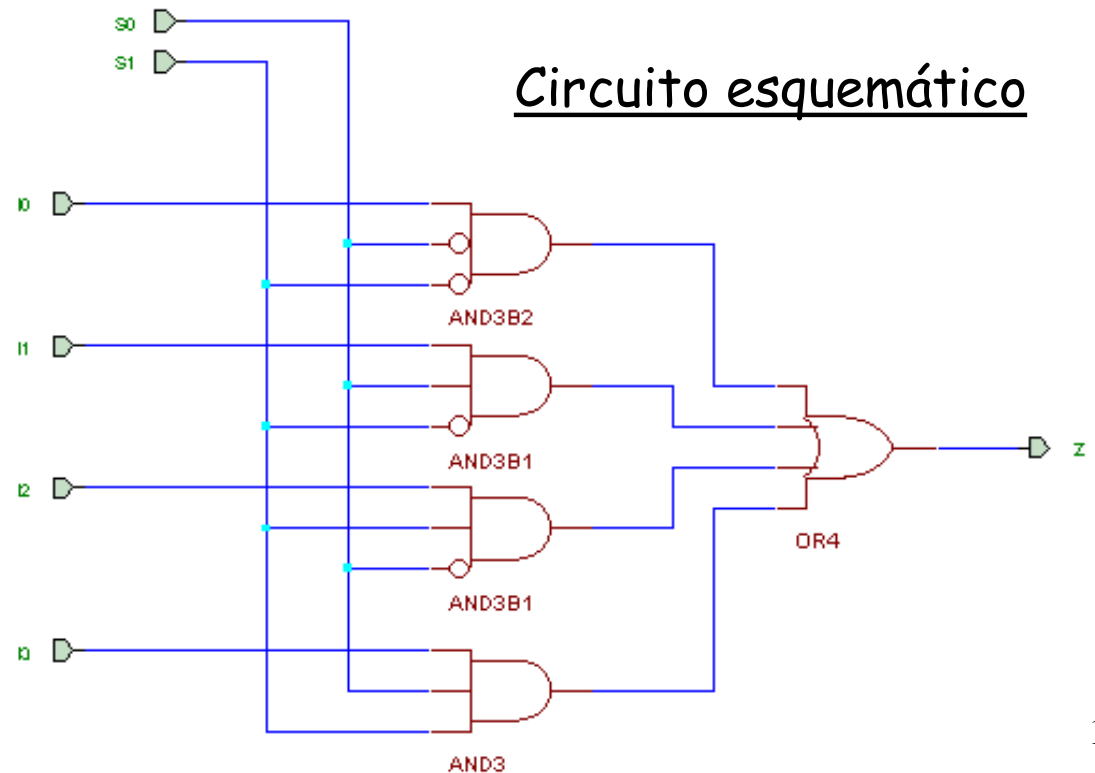 S0
S1
Circuito esquemático
I0
AND3B2
I1
AND3B1
I2
AND3B1
OR4
Z
I3
AND3